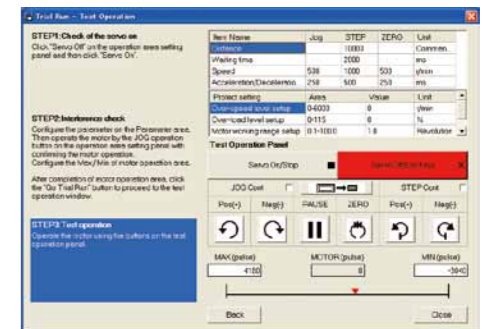 Trial Run - Test Operation
STEP1:Check of the servo on
Click "Servo Off" on the operation area setting
panel and then click "Servo On".
STEP2:Interference check
Configure the parameter on the Parameter area.
Then operate the motor by the JOG operation
button on the operation area setting panel with
confirming the motor operation.
Configure the Max/Min of motor operation area.
After completion of motor operation area, click
the "Go Trial Run" button to proceed to the test
operation window.
STEP3:Test operation
Operate the motor using the buttons on the test
operation panel.
Item Name Jog STEP ZERO Unit
Distance 10000 Comman...
Waiting time 2000 ms
Speed 500 1000 500 r/min
Acceleration/Deceleration 250 500 250 ms
Protect setting Area Value Unit
Over-speed level setup 0-6000 0 r/min
Over-load level setup 0-115 0 %
Motor working range setup 0.1-100.0 1.0 Revolution
Test Operation Panel
Servo On/Stop
JOG Cont STEP Cont
Pos(+) Neg(-) PAUSE ZERO Pos(+) Neg(-)
MAX(pulse) MOTOR(pulse) MIN(pulse)
4180 0
Back Close